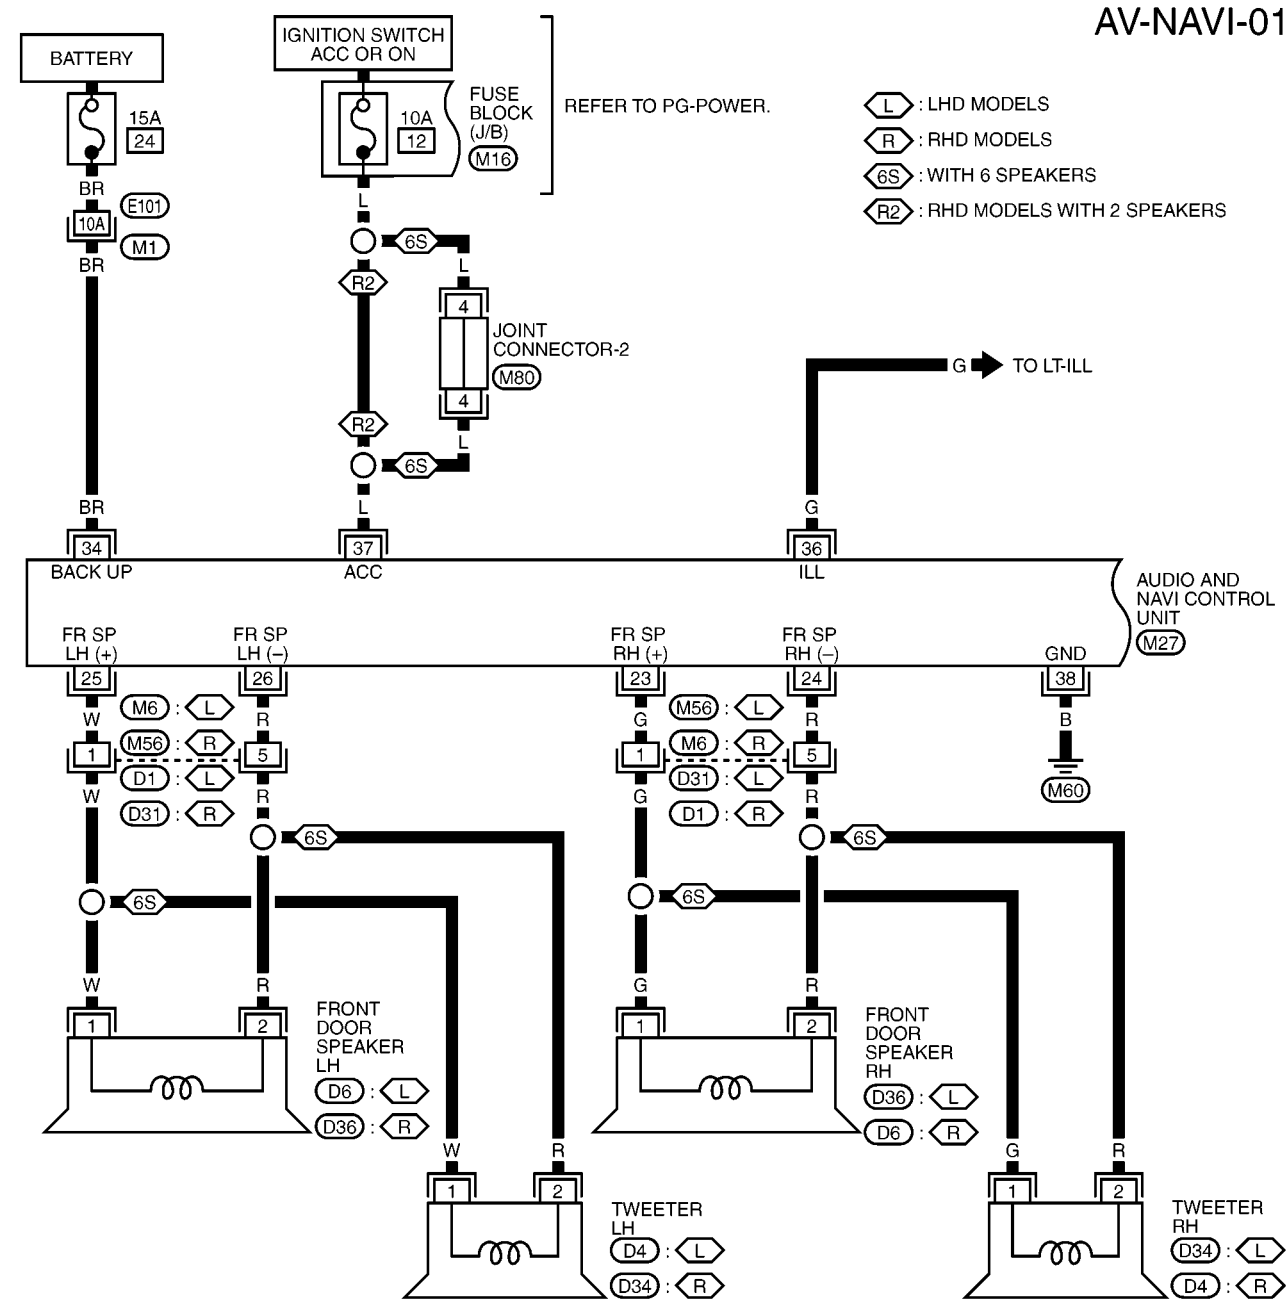 AV-NAVI-01
BATTERY
IGNITION SWITCH
ACC OR ON
15A
24
10A
12
FUSE
BLOCK
(J/B)
M16
REFER TO PG-POWER.
L : LHD MODELS
R : RHD MODELS
6S : WITH 6 SPEAKERS
R2 : RHD MODELS WITH 2 SPEAKERS
BR
E101
10A
M1
BR
L
6S
L
R2
4
JOINT
CONNECTOR-2
M80
4
R2
L
6S
G
TO LT-ILL
BR
L
G
34
37
36
BACK UP
ACC
ILL
AUDIO AND
NAVI CONTROL
UNIT
M27
FR SP
LH (+)
FR SP
LH (–)
FR SP
RH (+)
FR SP
RH (–)
GND
25
26
23
24
38
W
M6 : L
R
G
M56 : L
R
B
1
M56 : R
5
1
M6 : R
5
D1 : L
D31 : L
W
R
G
R
M60
D31 : R
D1 : R
6S
6S
6S
6S
W
R
G
R
1
2
1
2
FRONT
DOOR
SPEAKER
LH
D6 : L
D36 : R
FRONT
DOOR
SPEAKER
RH
D36 : L
D6 : R
W
R
G
R
1
2
1
2
TWEETER
LH
D4 : L
D34 : R
TWEETER
RH
D34 : L
D4 : R